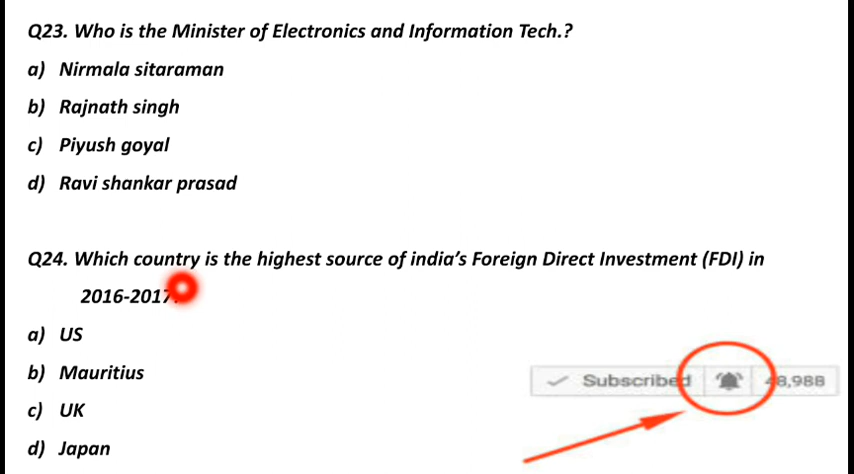 Q23. Who is the Minister of Electronics and Information Tech.?
a) Nirmala sitaraman
b) Rajnath singh
c) Piyush goyal
d) Ravi shankar prasad
Q24. Which country is the highest source of india's Foreign Direct Investment (FDI) in
2016-2017
a) US
b) Mauritius
c) UK
d) Japan
Subscribed 48,988